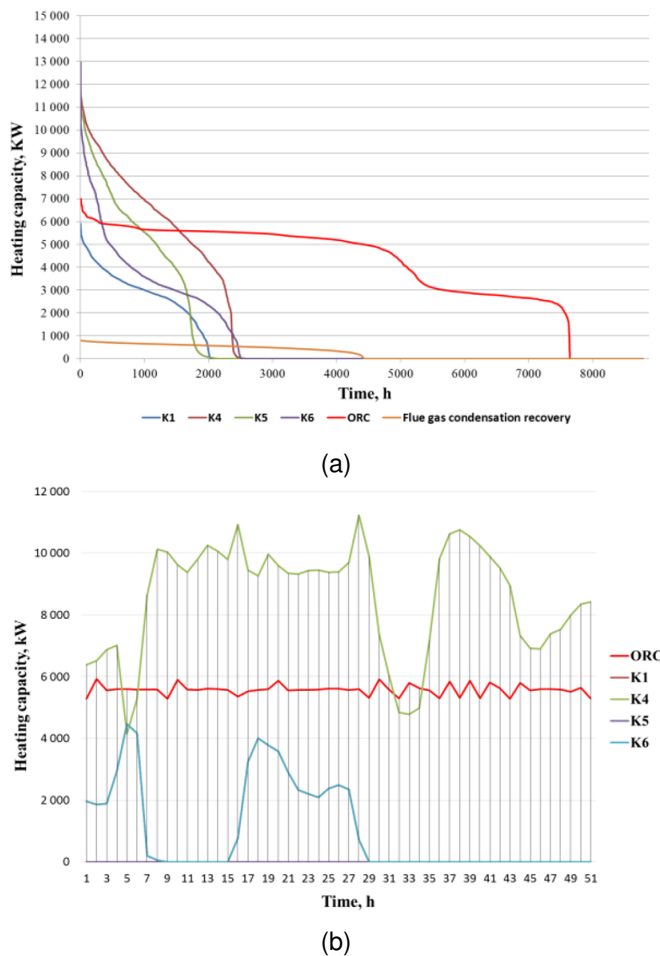 15 000
14 000
13 000
12 000
11 000
10 000
9 000
8 000
7 000
6 000
5 000
4 000
3 000
2 000
1 000
0
Heating capacity, KW
0 1000 2000 3000 4000 5000 6000 7000 8000
Time, h
K1 K4 K5 K6 ORC Flue gas condensation recovery
(a)
12 000
10 000
8 000
6 000
4 000
2 000
0
Heating capacity, kW
ORC
K1
K4
K5
K6
1 3 5 7 9 11 13 15 17 19 21 23 25 27 29 31 33 35 37 39 41 43 45 47 49 51
Time, h
(b)